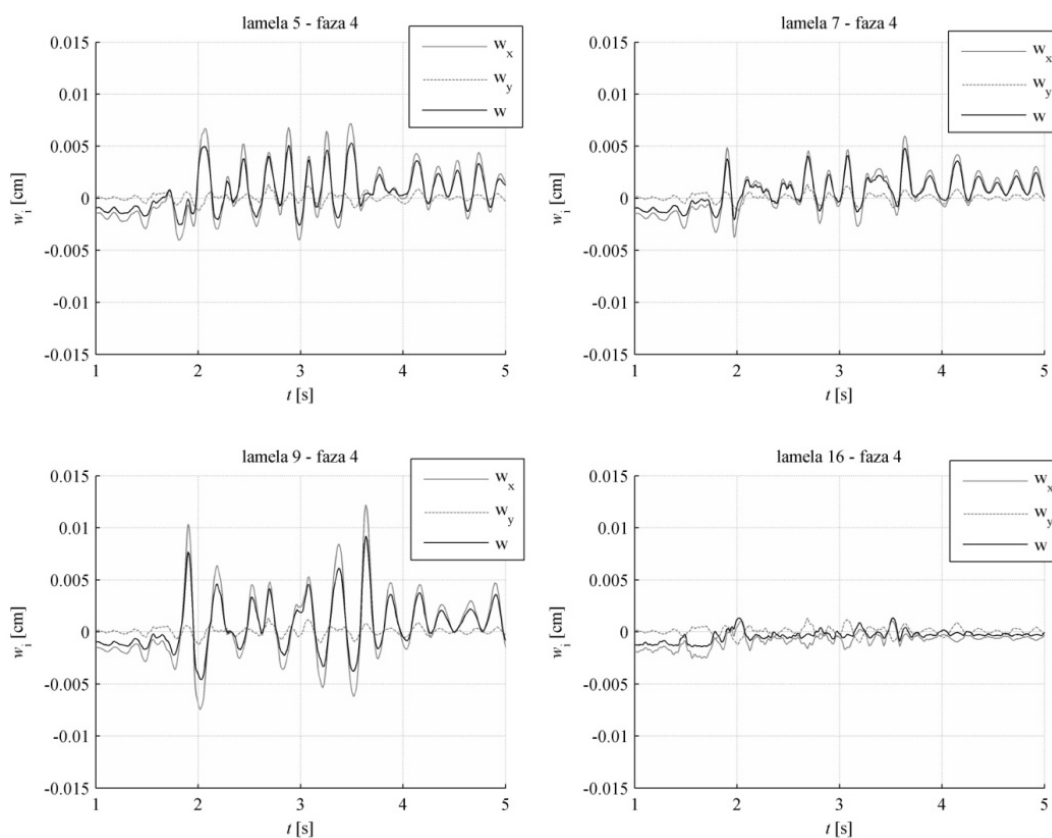 lamela 5 - faza 4
0.015
0.01
0.005
0
-0.005
-0.01
-0.015
w_i [cm]
1 2 3 4 5
t [s]
w_x
w_y
w
lamela 7 - faza 4
0.015
0.01
0.005
0
-0.005
-0.01
-0.015
w_i [cm]
1 2 3 4 5
t [s]
w_x
w_y
w
lamela 9 - faza 4
0.015
0.01
0.005
0
-0.005
-0.01
-0.015
w_i [cm]
1 2 3 4 5
t [s]
w_x
w_y
w
lamela 16 - faza 4
0.015
0.01
0.005
0
-0.005
-0.01
-0.015
w_i [cm]
1 2 3 4 5
t [s]
w_x
w_y
w